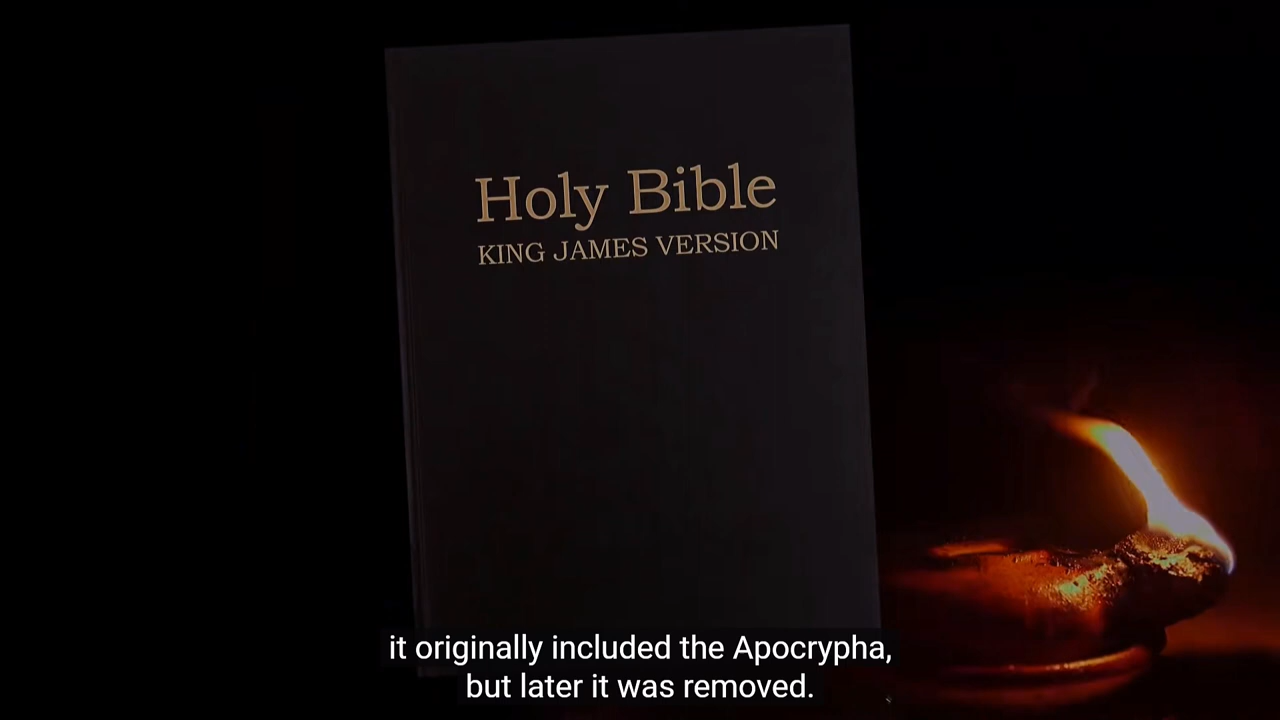 Holy Bible
KING JAMES VERSION
it originally included the Apocrypha,
but later it was removed.